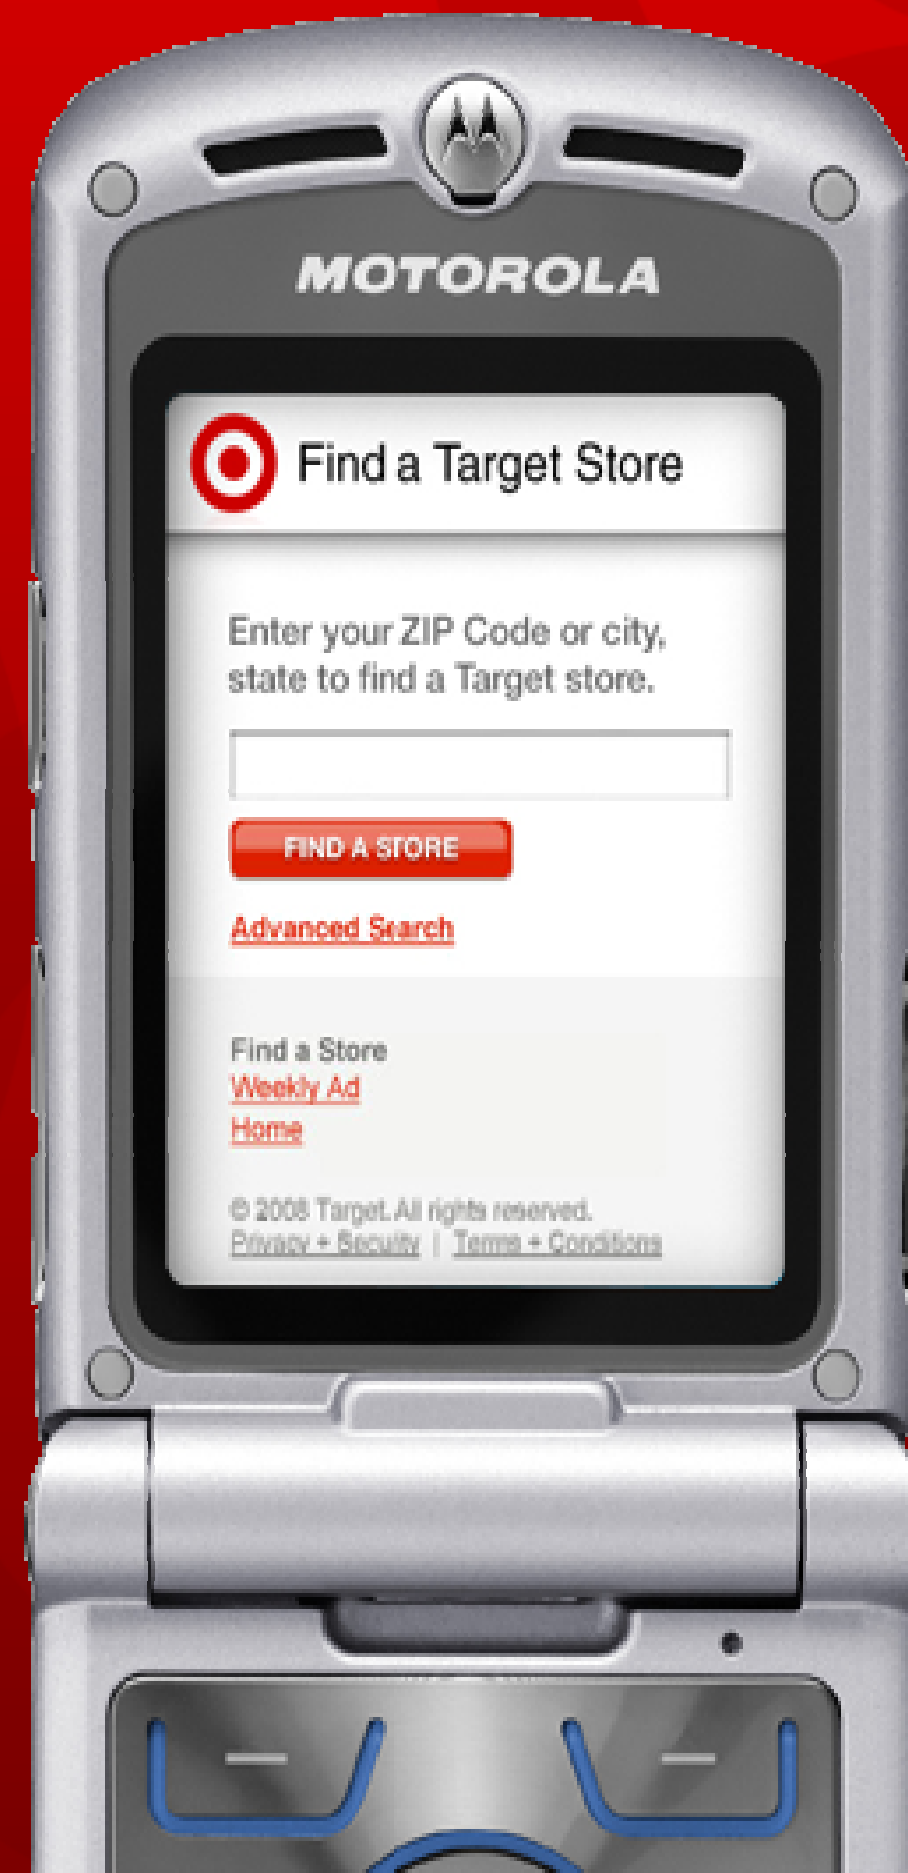 MOTOROLA
Find a Target Store
Enter your ZIP Code or city,
state to find a Target store.
FIND A STORE
Advanced Search
Find a Store
Weekly Ad
Home
© 2008 Target. All rights reserved.
Privacy + Security | Terms + Conditions